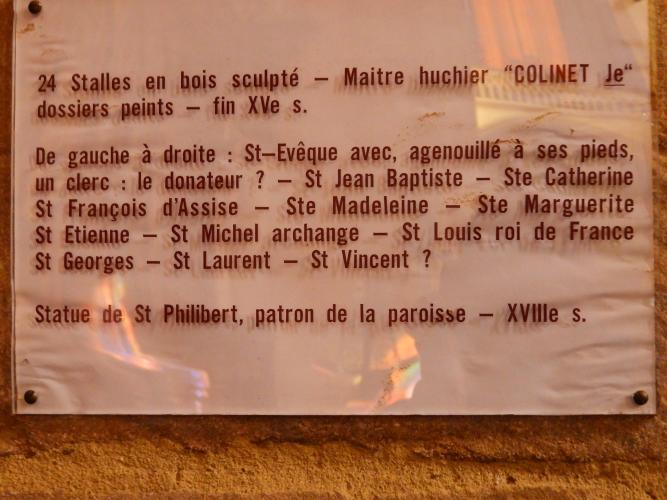 24 Stalles en bois sculpté – Maitre huchier "COLINET Je"
dossiers peints – fin XVe s.
De gauche à droite : St–Evêque avec, agenouillé à ses pieds,
un clerc : le donateur ? – St Jean Baptiste – Ste Catherine
St François d'Assise – Ste Madeleine – Ste Marguerite
St Etienne – St Michel archange – St Louis roi de France
St Georges – St Laurent – St Vincent ?
Statue de St Philibert, patron de la paroisse – XVIIIe s.